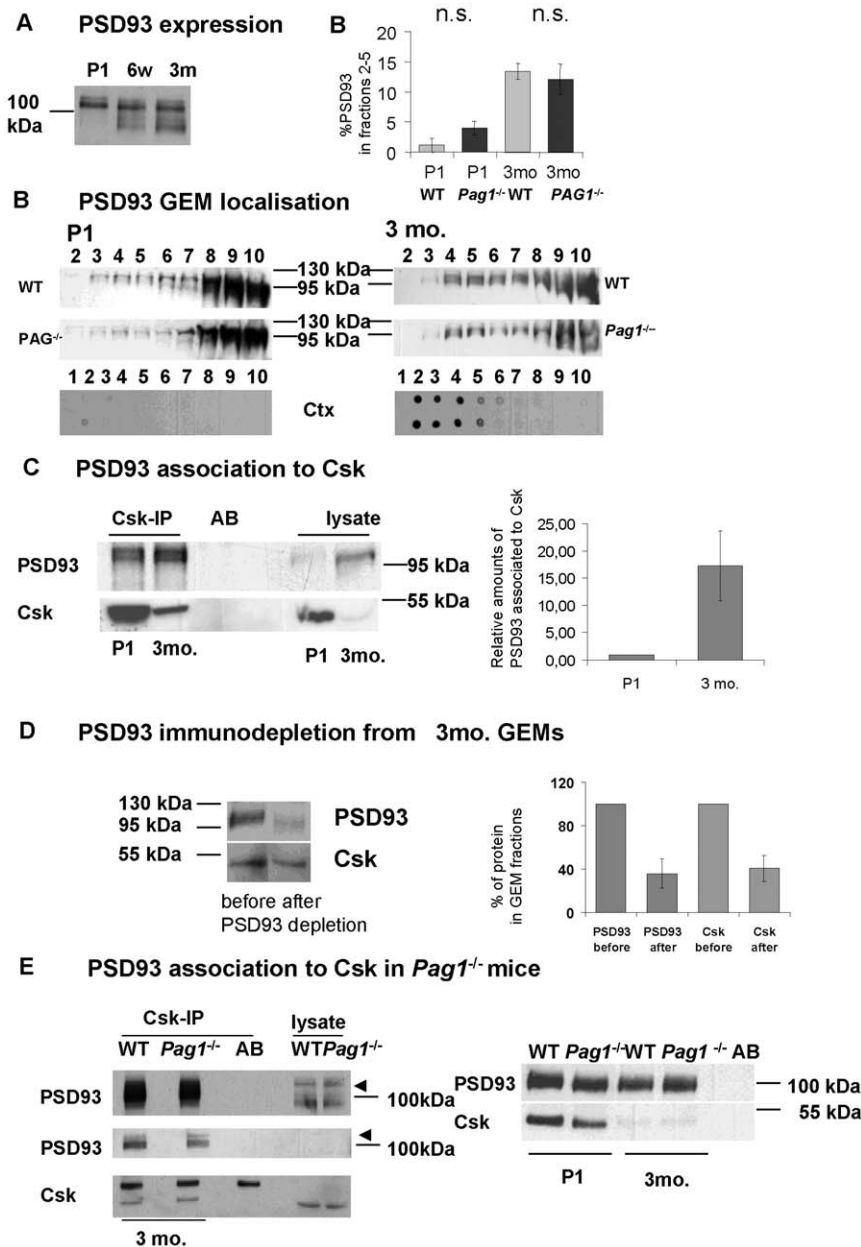 A PSD93 expression
P1 6w 3m
100
kDa
B
n.s. n.s.
%PSD93
in fractions 2-5
20
15
10
5
0
P1 P1 3mo 3mo
WT Pag1-/- WT PAG1-/-
B PSD93 GEM localisation
P1
2 3 4 5 6 7 8 9 10
3 mo.
2 3 4 5 6 7 8 9 10
WT
130 kDa
95 kDa
WT
PAG-/-
130 kDa
95 kDa
Pag1-/-
1 2 3 4 5 6 7 8 9 10
1 2 3 4 5 6 7 8 9 10
Ctx
C PSD93 association to Csk
Csk-IP AB lysate
PSD93
95 kDa
Csk
55 kDa
P1 3mo. P1 3mo.
Relative amounts of
PSD93 associated to Csk
25,00
20,00
15,00
10,00
5,00
0,00
P1 3 mo.
D PSD93 immunodepletion from 3mo. GEMs
130 kDa
95 kDa
PSD93
55 kDa
Csk
before after
PSD93 depletion
% of protein
in GEM fractions
120
80
40
0
PSD93 PSD93 Csk Csk
before after before after
E PSD93 association to Csk in Pag1-/- mice
Csk-IP lysate
WT Pag1-/- AB WT Pag1-/-
PSD93
100kDa
PSD93
100kDa
Csk
3 mo.
WT Pag1-/- WT Pag1 -/- AB
PSD93
100 kDa
Csk
55 kDa
P1 3mo.